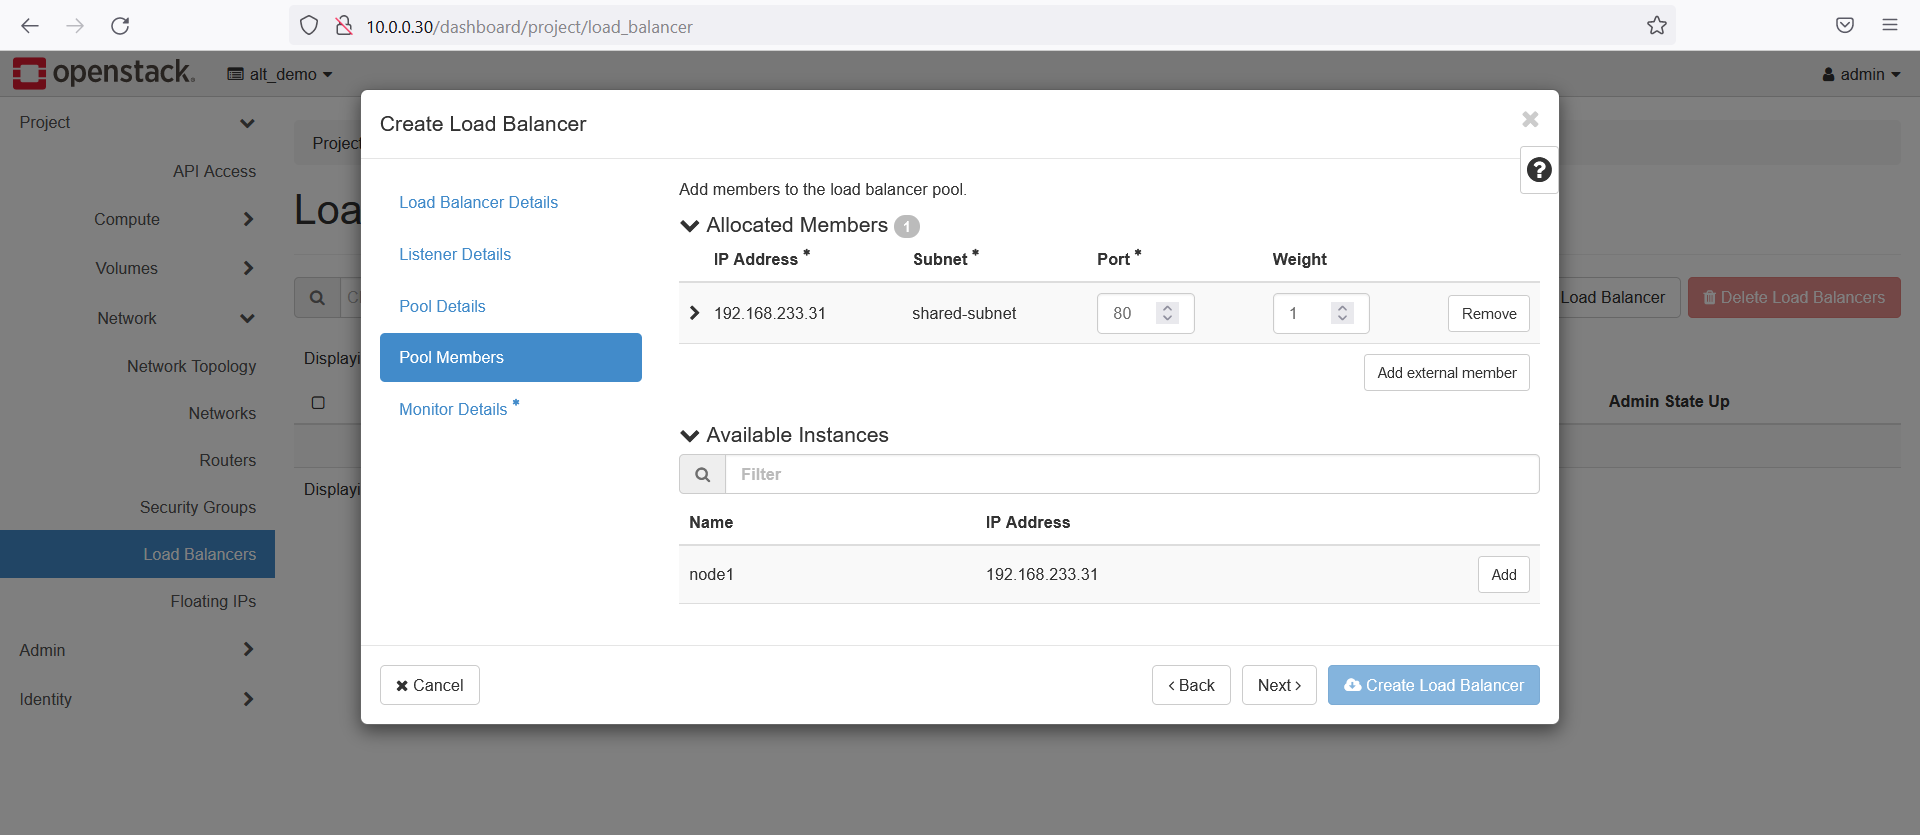 10.0.0.30/dashboard/project/load_balancer
openstack.
alt_demo
admin
Project
API Access
Compute
Volumes
Network
Network Topology
Networks
Routers
Security Groups
Load Balancers
Floating IPs
Admin
Identity
Project
Loa
Load Balancer
Delete Load Balancers
Displayi
Admin State Up
Displayi
Create Load Balancer
Load Balancer Details
Listener Details
Pool Details
Pool Members
Monitor Details *
Add members to the load balancer pool.
Allocated Members 1
IP Address * Subnet * Port * Weight
192.168.233.31 shared-subnet 80 1 Remove
Add external member
Available Instances
Filter
Name IP Address
node1 192.168.233.31 Add
Cancel
Back Next Create Load Balancer